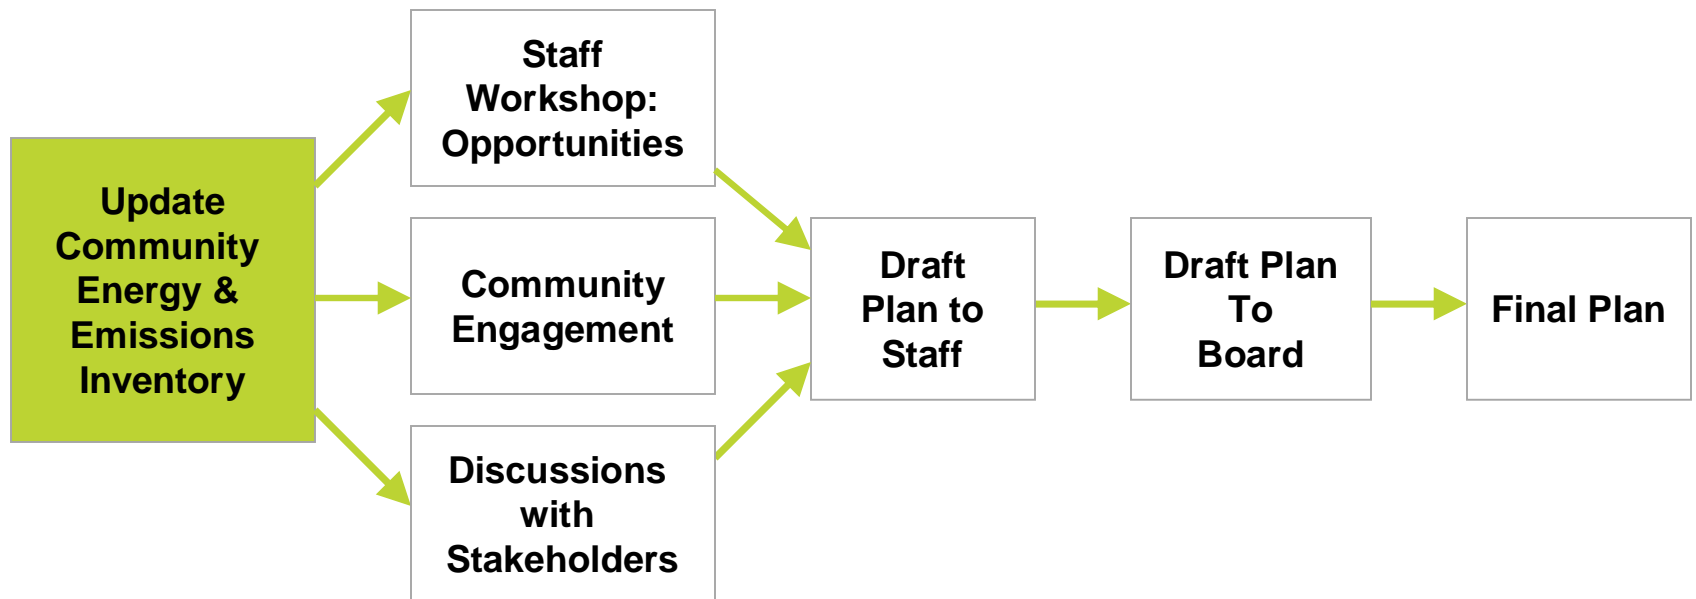 Update
Community
Energy &
Emissions
Inventory
Staff
Workshop:
Opportunities
Community
Engagement
Discussions
with
Stakeholders
Draft
Plan to
Staff
Draft Plan
To
Board
Final Plan